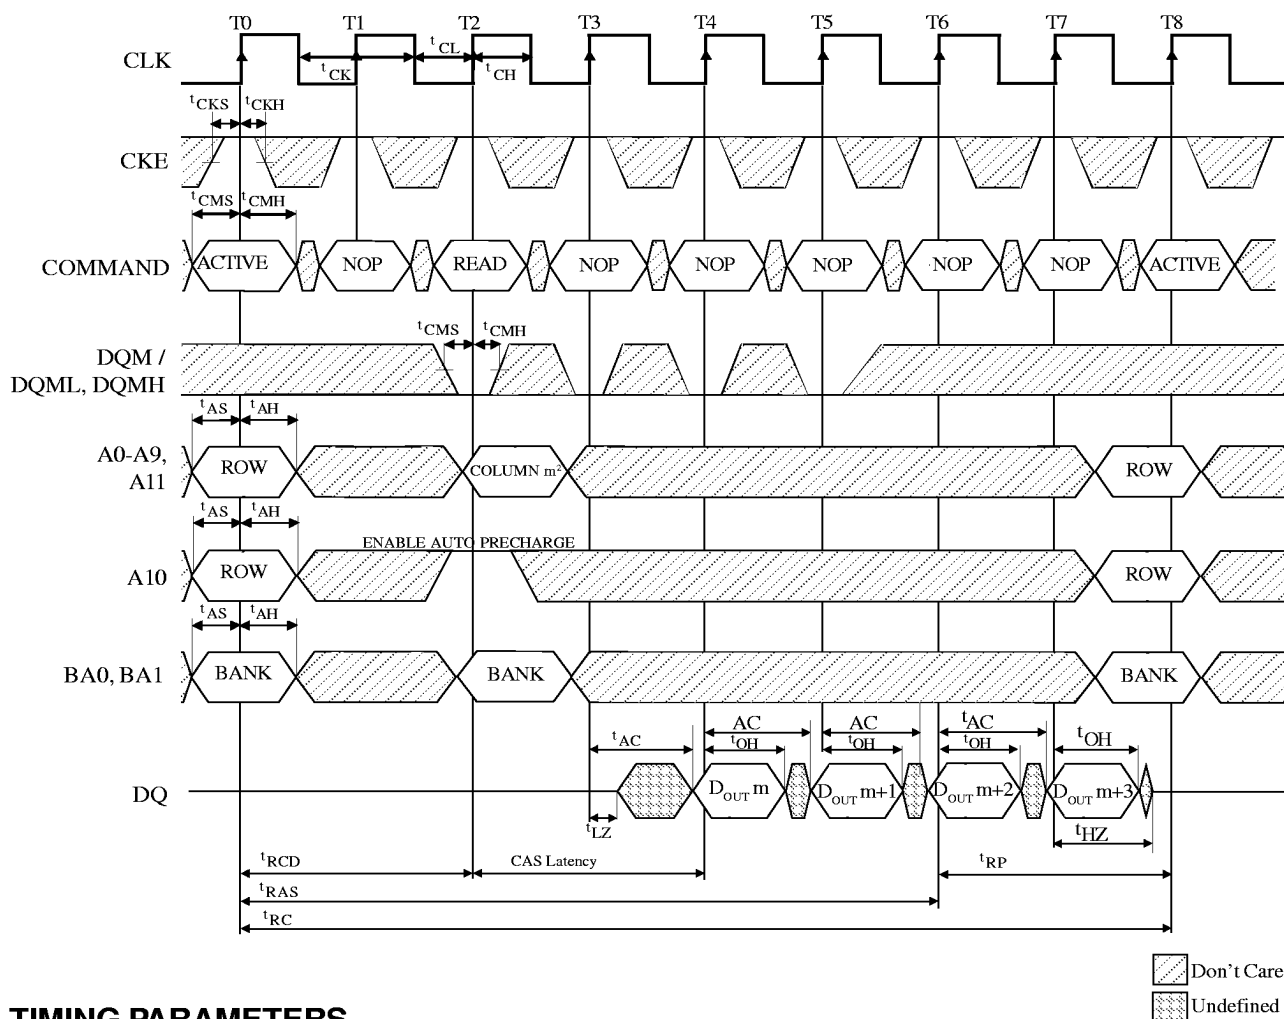 T0 T1 T2 T3 T4 T5 T6 T7 T8
CLK
tCK tCL tCH
tCKS tCKH
CKE
tCMS tCMH
COMMAND ACTIVE NOP READ NOP NOP NOP NOP NOP ACTIVE
tCMS tCMH
DQM /
DQML, DQMH
tAS tAH
A0-A9,
A11
ROW COLUMN m2 ROW
tAS tAH
ENABLE AUTO PRECHARGE
A10 ROW ROW
tAS tAH
BA0, BA1 BANK BANK BANK
tAC AC AC tAC tOH
tOH tOH tOH
DQ DOUT m DOUT m+1 DOUT m+2 DOUT m+3
tLZ tHZ
tRCD CAS Latency tRP
tRAS
tRC
Don't Care
Undefined
TIMING PARAMETERS